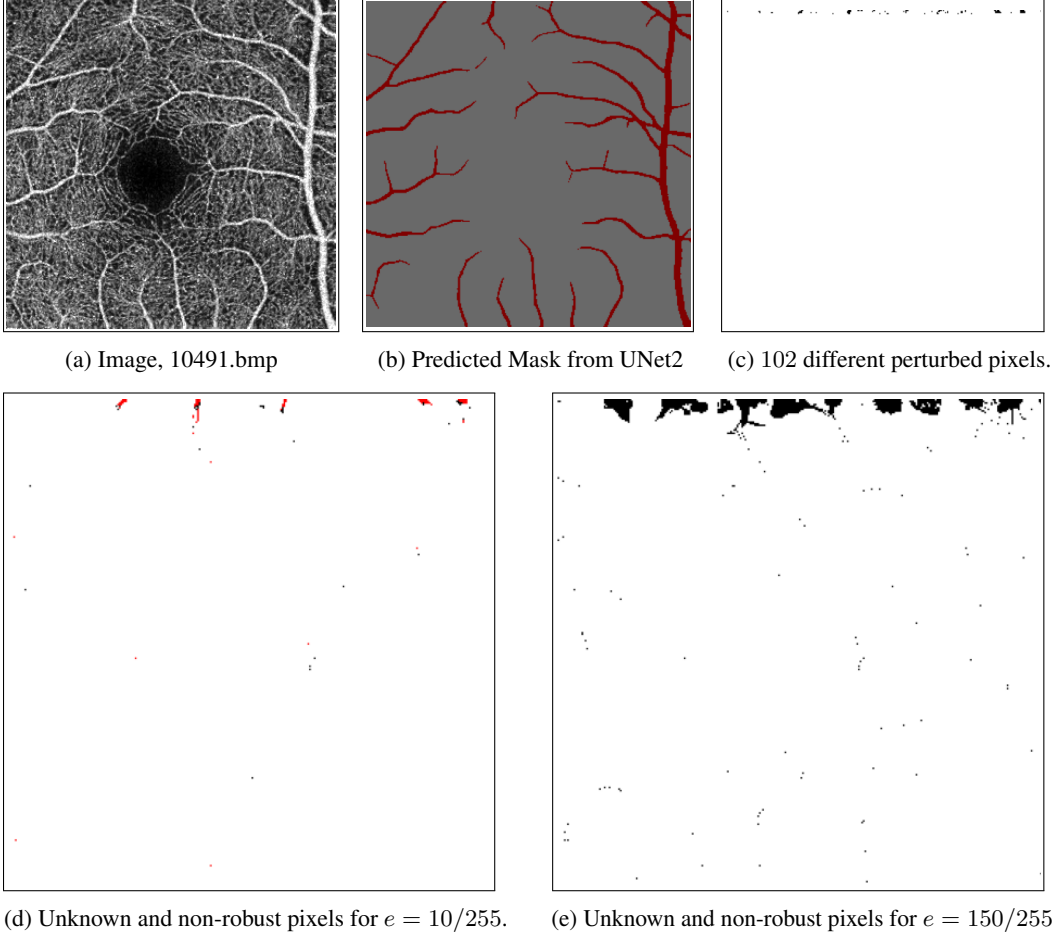 (a) Image, 10491.bmp
(b) Predicted Mask from UNet2
(c) 102 different perturbed pixels.
(d) Unknown and non-robust pixels for e = 10/255.
(e) Unknown and non-robust pixels for e = 150/255